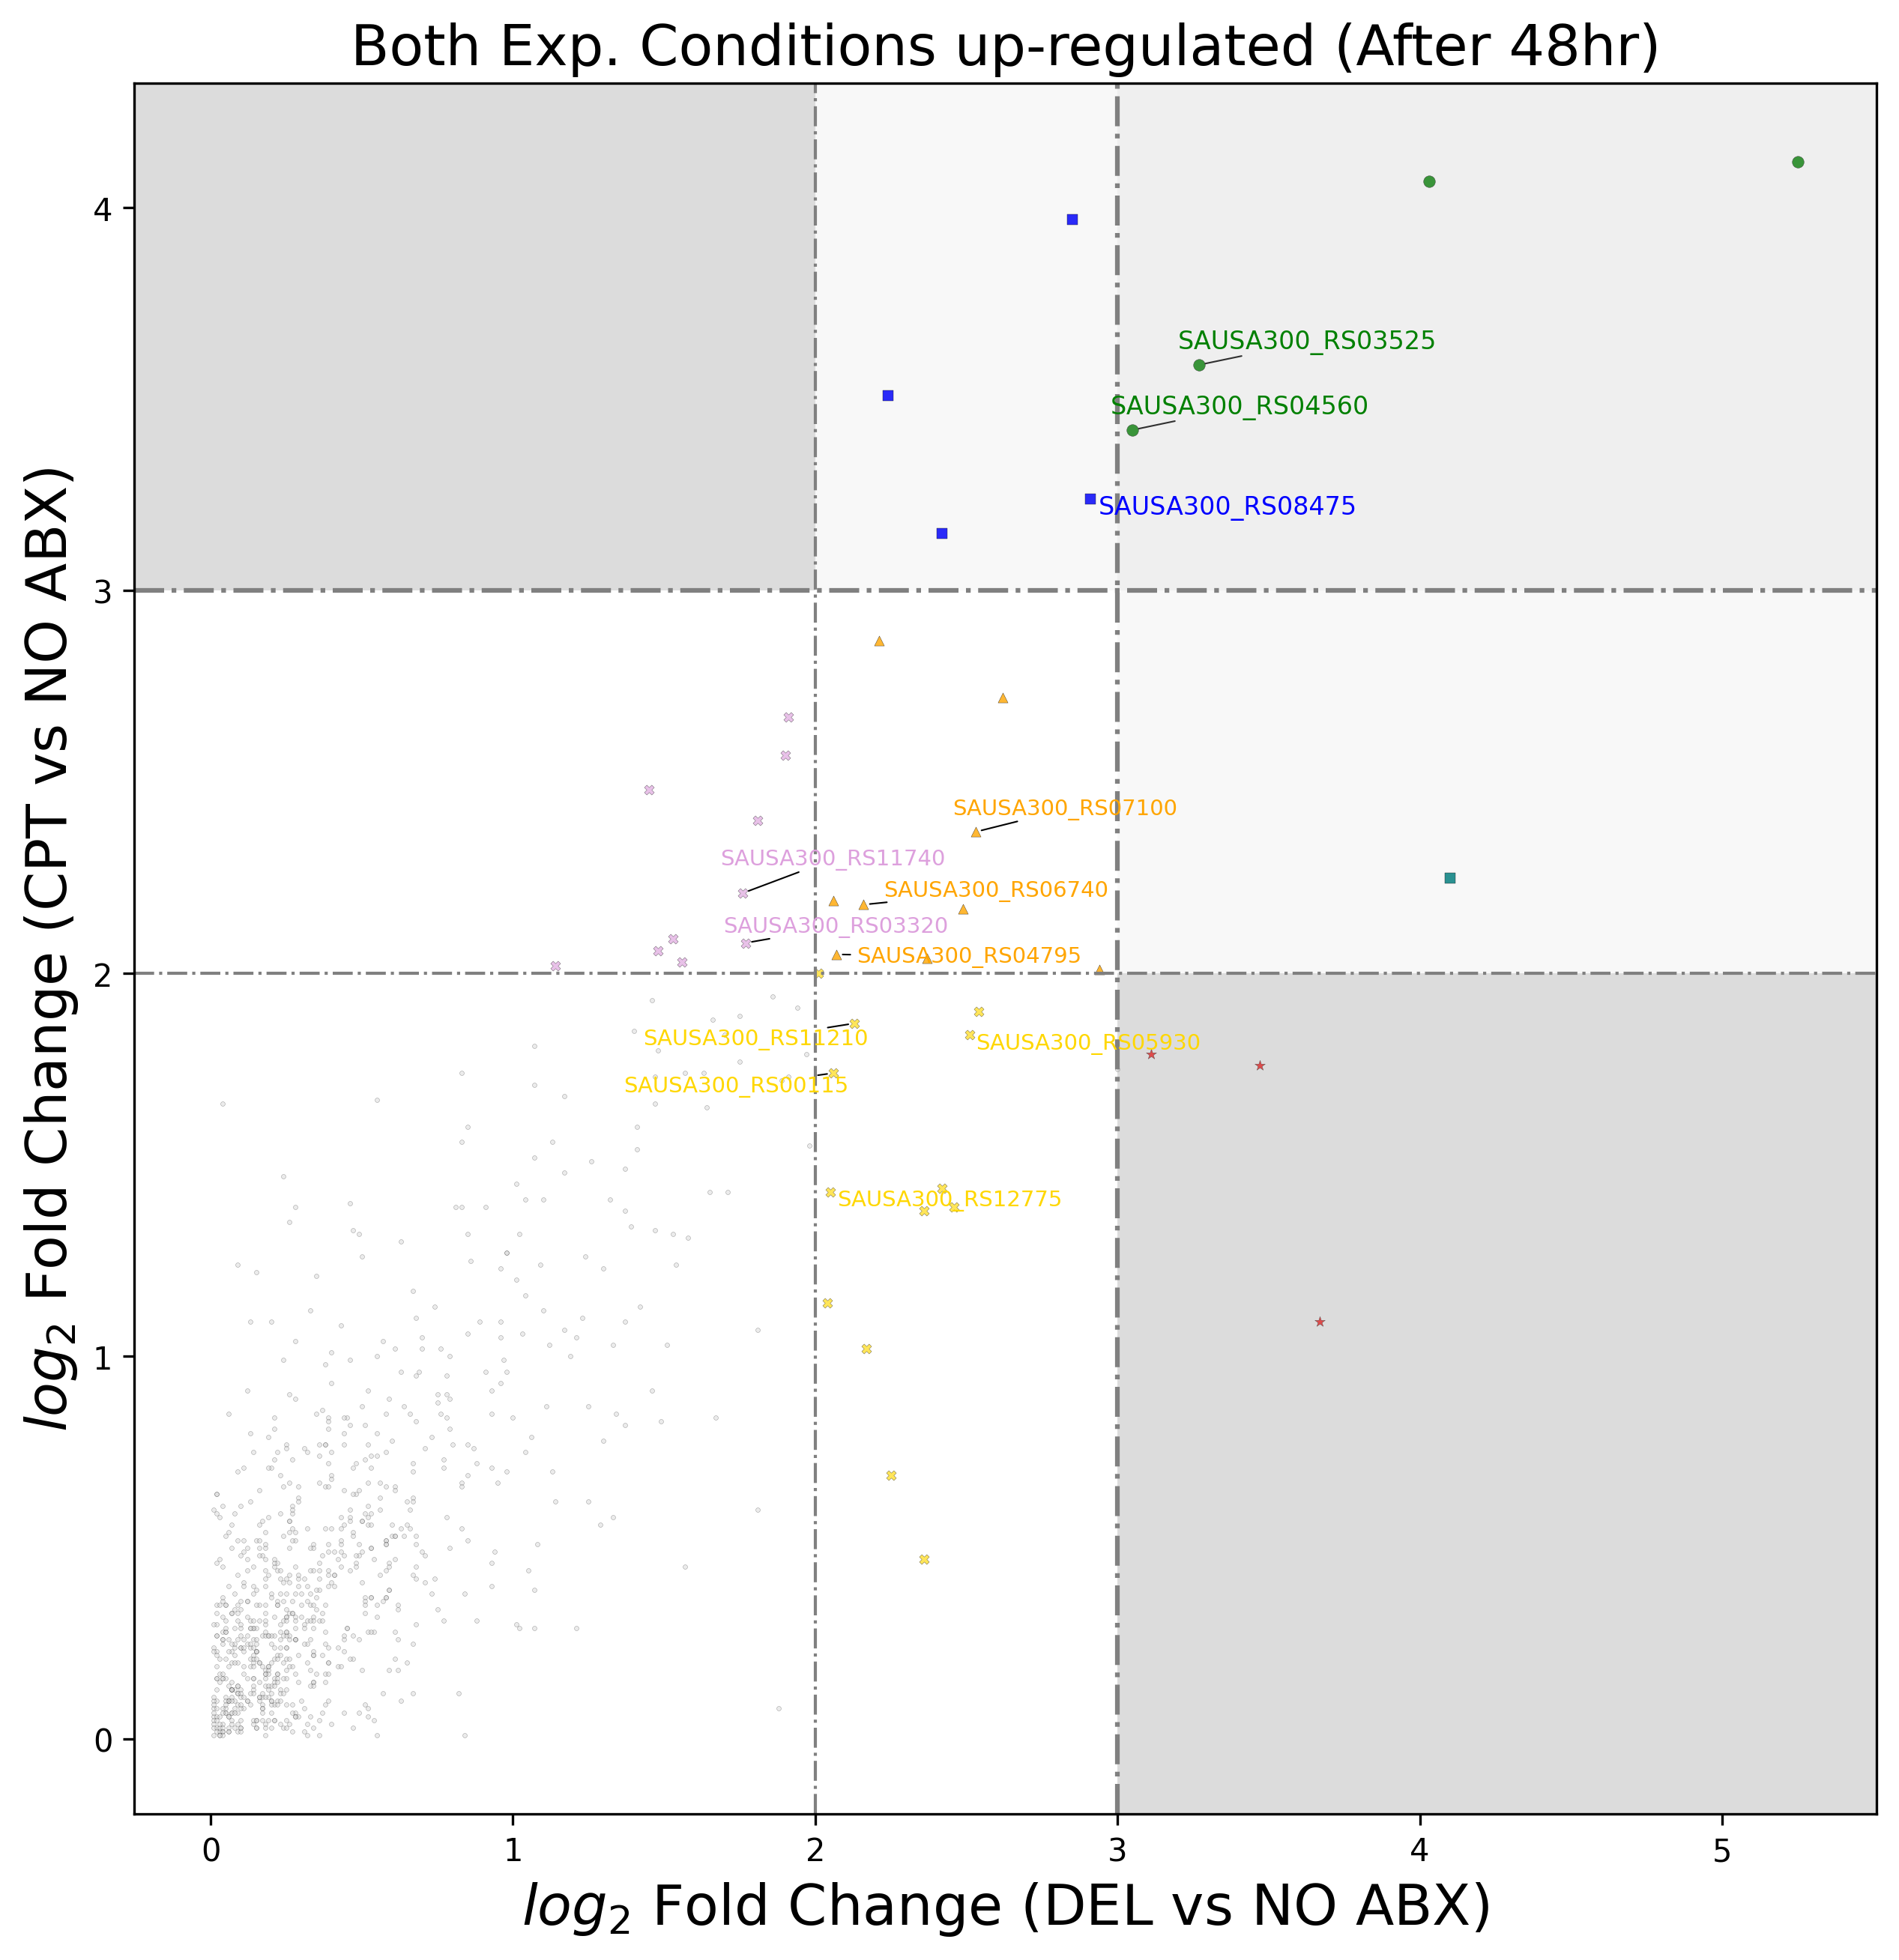 Both Exp. Conditions up-regulated (After 48hr)
log2 Fold Change (CPT vs NO ABX)
4
3
2
1
0
SAUSA300_RS03525
SAUSA300_RS04560
SAUSA300_RS08475
SAUSA300_RS07100
SAUSA300_RS11740
SAUSA300_RS06740
SAUSA300_RS03320
SAUSA300_RS04795
SAUSA300_RS11210
SAUSA300_RS05930
SAUSA300_RS00115
SAUSA300_RS12775
0 1 2 3 4 5
log2 Fold Change (DEL vs NO ABX)